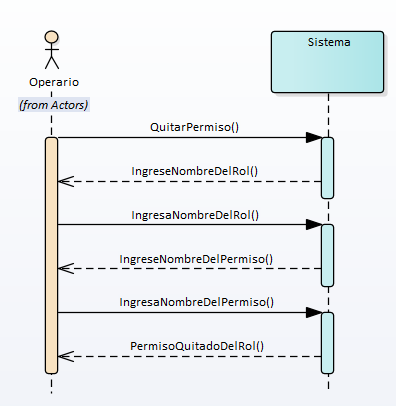 Sistema
Operario
(from Actors)
QuitarPermiso()
IngreseNombreDelRol()
IngresaNombreDelRol()
IngreseNombreDelPermiso()
IngresaNombreDelPermiso()
PermisoQuitadoDelRol()